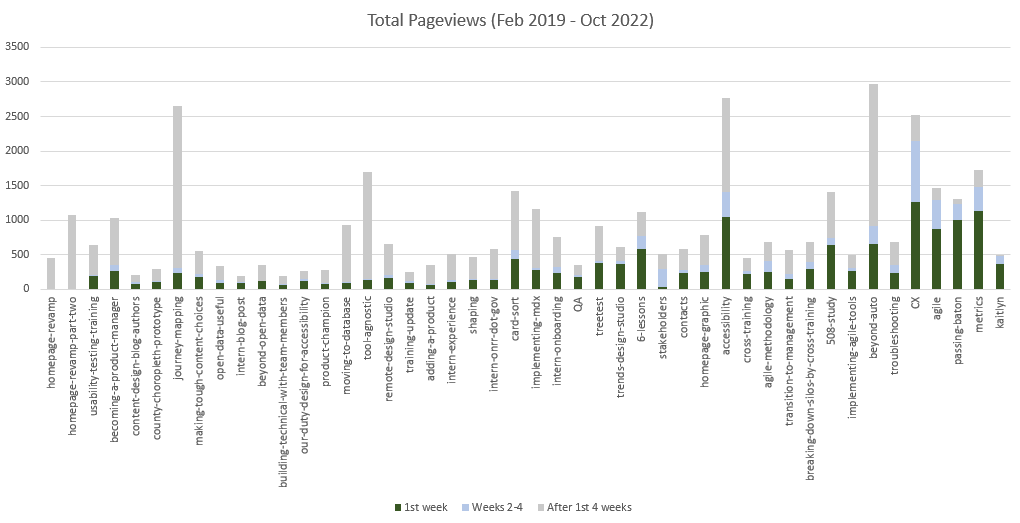 Total Pageviews (Feb 2019 - Oct 2022)
3500
3000
2500
2000
1500
1000
500
0
homepage-revamp
homepage-revamp-part-two
usability-testing-training
becoming-a-product-manager
content-design-blog-authors
county-choropleth-prototype
journey-mapping
making-tough-content-choices
open-data-useful
intern-blog-post
beyond-open-data
building-technical-with-team-members
our-duty-design-for-accessibility
product-champion
moving-to-database
tool-agnostic
remote-design-studio
training-update
adding-a-product
intern-experience
shaping
intern-onrr-dot-gov
card-sort
implementing-mdx
intern-onboarding
QA
treetest
trends-design-studio
6-lessons
stakeholders
contacts
homepage-graphic
accessibility
cross-training
agile-methodology
transition-to-management
breaking-down-silos-by-cross-training
508-study
implementing-agile-tools
beyond-auto
troubleshooting
CX
agile
passing-baton
metrics
kaitlyn
1st week
Weeks 2-4
After 1st 4 weeks